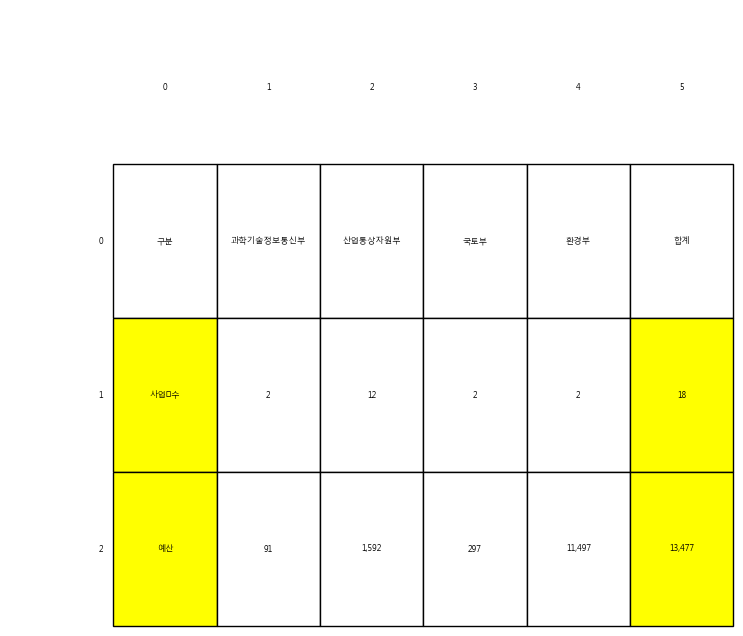 0 1 2 3 4 5
0 구분 과학기술정보통신부 산업통상자원부 국토부 환경부 합계
1 사업□수 2 12 2 2 18
2 예산 91 1,592 297 11,497 13,477